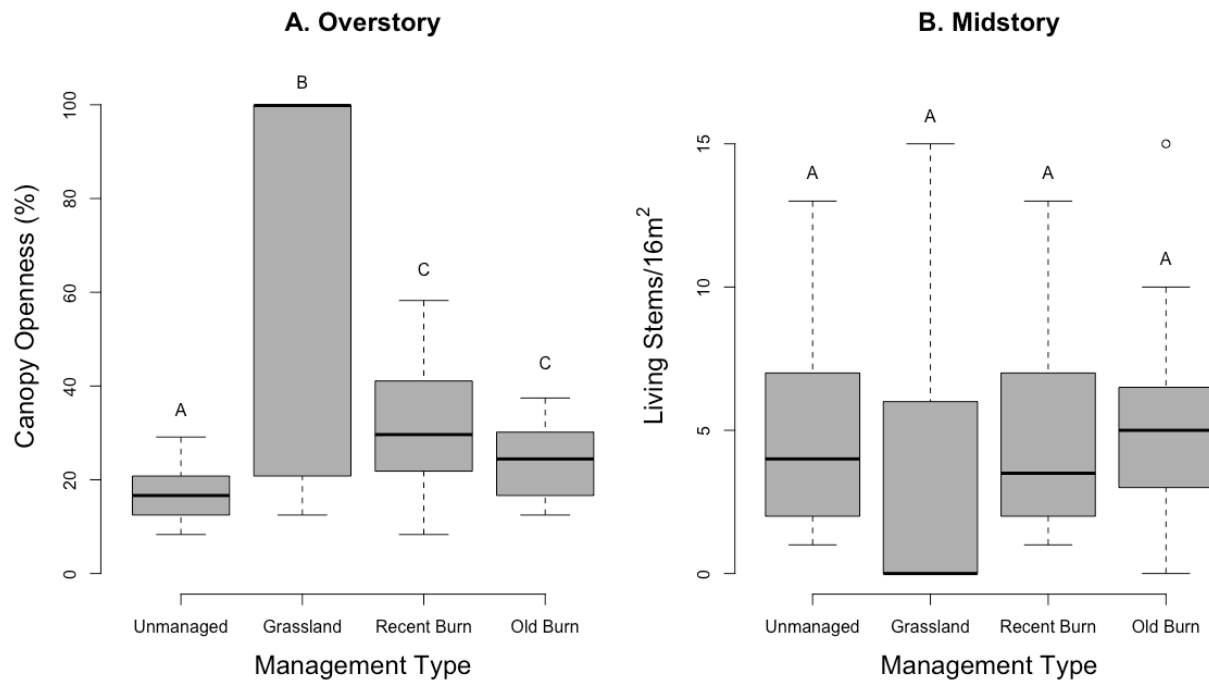 A. Overstory
B
A
C
C
100
80
60
40
20
0
Canopy Openness (%)
Unmanaged Grassland Recent Burn Old Burn
Management Type
B. Midstory
A
A
A
A
15
10
5
0
Living Stems/16m²
Unmanaged Grassland Recent Burn Old Burn
Management Type